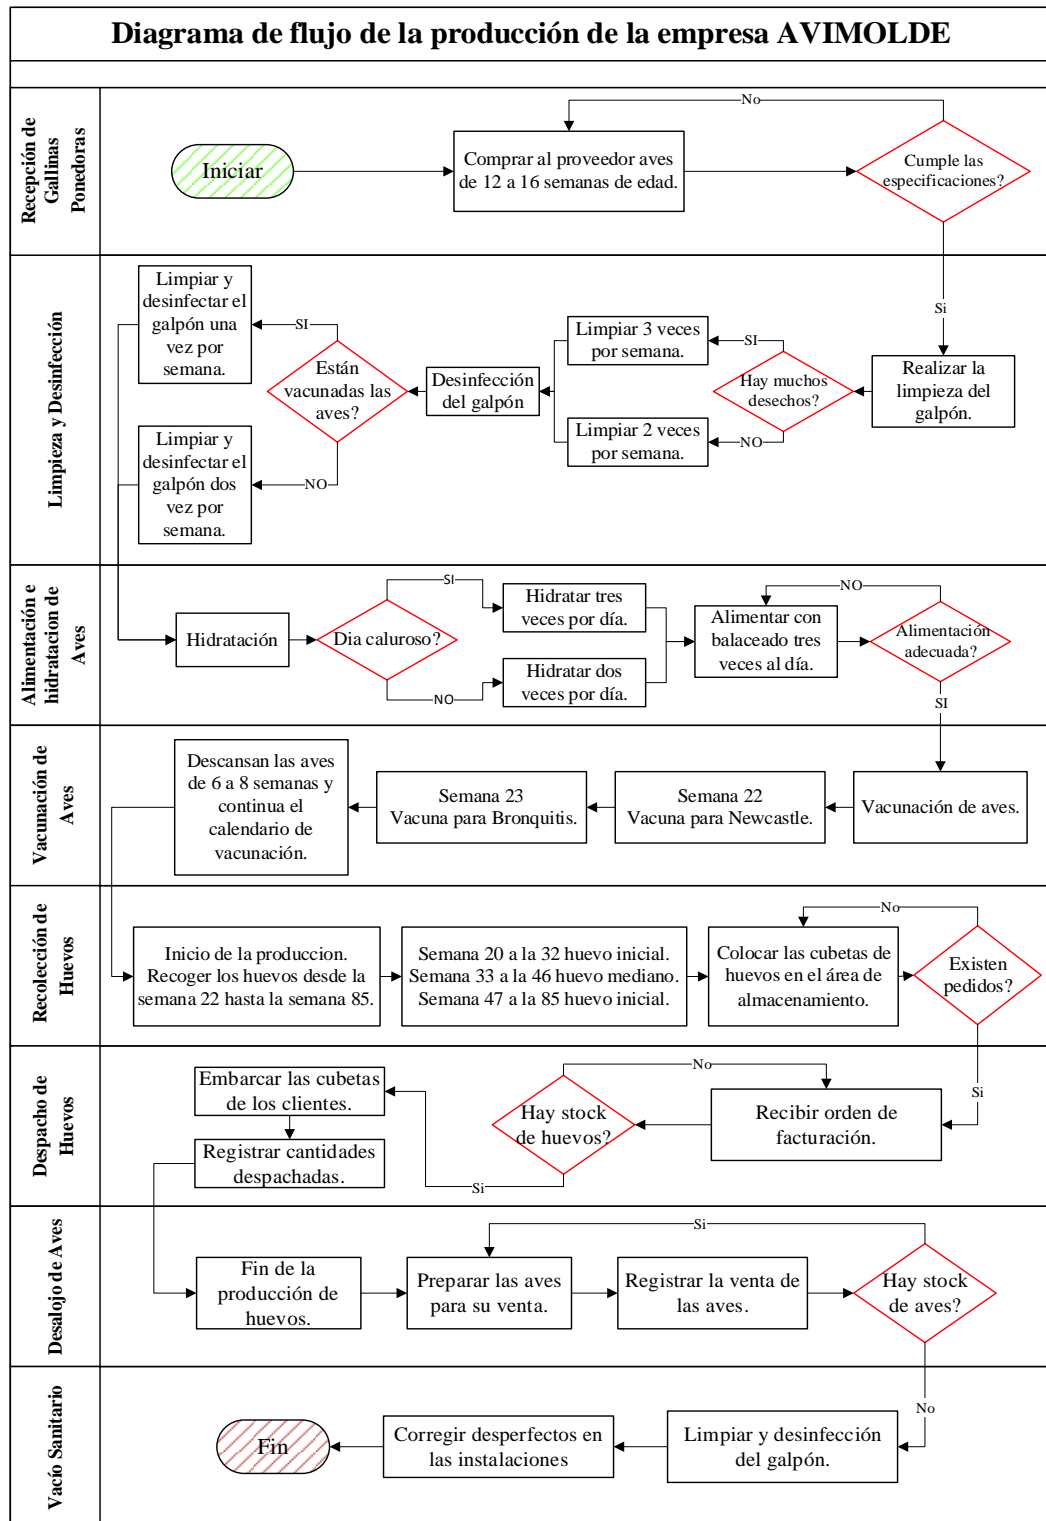 Diagrama de flujo de la producción de la empresa AVIMOLDE
Recepción de
Gallinas
Ponedoras
Iniciar
Comprar al proveedor aves
de 12 a 16 semanas de edad.
No
Cumple las
especificaciones?
Si
Limpieza y Desinfección
Limpiar y
desinfectar el
galpón una
vez por
semana.
SI
Están
vacunadas las
aves?
NO
Limpiar y
desinfectar el
galpón dos
vez por
semana.
Desinfección
del galpón
Limpiar 3 veces
por semana.
SI
Hay muchos
desechos?
NO
Limpiar 2 veces
por semana.
Realizar la
limpieza del
galpón.
Alimentación e
hidratacion de
Aves
Hidratación
Dia caluroso?
SI
NO
Hidratar tres
veces por día.
Hidratar dos
veces por día.
Alimentar con
balaceado tres
veces al día.
NO
Alimentación
adecuada?
SI
Vacunación de
Aves
Descansan las aves
de 6 a 8 semanas y
continua el
calendario de
vacunación.
Semana 23
Vacuna para Bronquitis.
Semana 22
Vacuna para Newcastle.
Vacunación de aves.
Recolección de
Huevos
Inicio de la produccion.
Recoger los huevos desde la
semana 22 hasta la semana 85.
Semana 20 a la 32 huevo inicial.
Semana 33 a la 46 huevo mediano.
Semana 47 a la 85 huevo inicial.
Colocar las cubetas de
huevos en el área de
almacenamiento.
No
Existen
pedidos?
Si
Despacho de
Huevos
Embarcar las cubetas
de los clientes.
Registrar cantidades
despachadas.
No
Hay stock
de huevos?
Si
Recibir orden de
facturación.
Desalojo de Aves
Fin de la
producción de
huevos.
Preparar las aves
para su venta.
Registrar la venta de
las aves.
Si
Hay stock
de aves?
No
Vacío Sanitario
Fin
Corregir desperfectos en
las instalaciones
Limpiar y desinfección
del galpón.